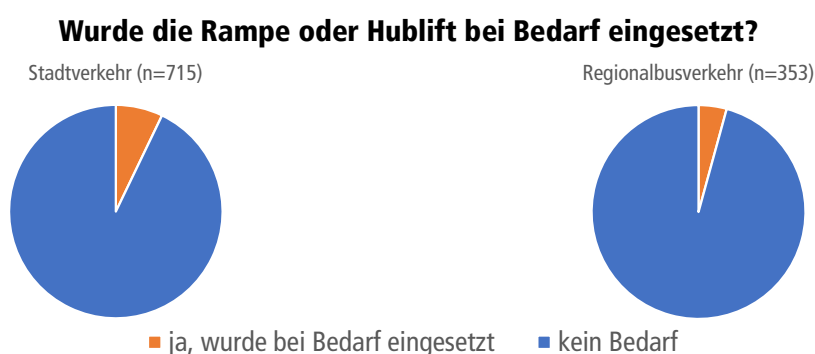 Wurde die Rampe oder Hublift bei Bedarf eingesetzt?
Stadtverkehr (n=715)
Regionalbusverkehr (n=353)
ja, wurde bei Bedarf eingesetzt
kein Bedarf